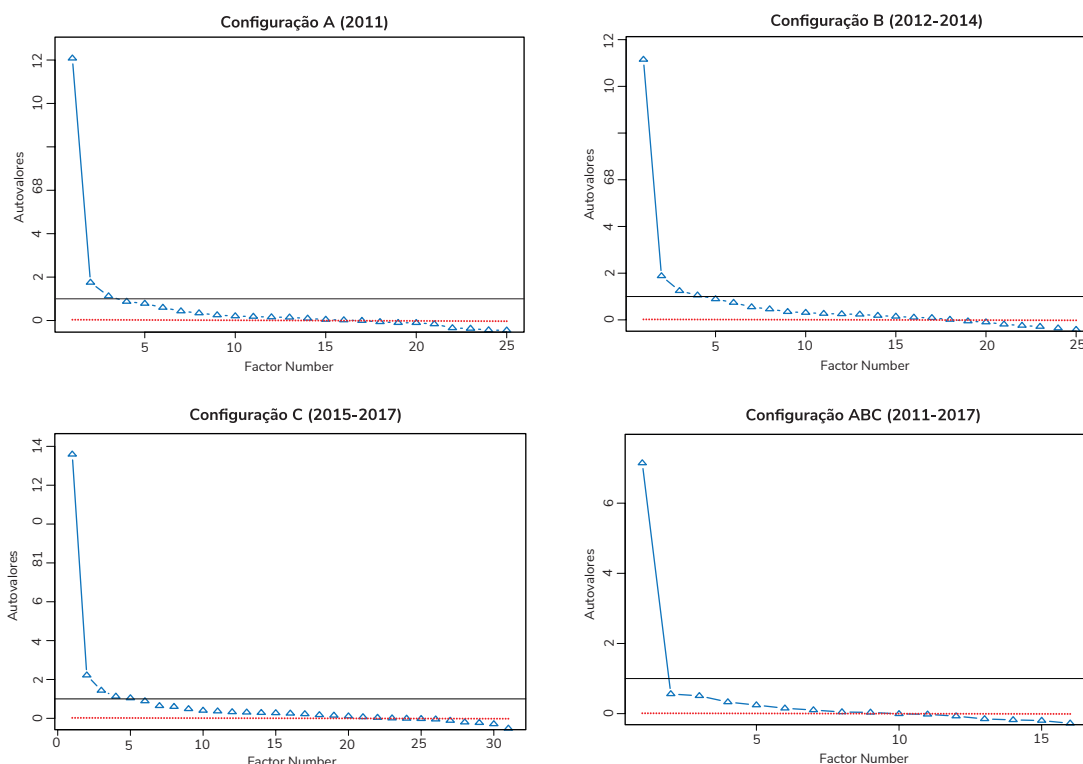 Configuração A (2011)
Autovalores
12
10
68
4
2
0
5 10 15 20 25
Factor Number
Configuração B (2012-2014)
Autovalores
12
10
68
4
2
0
5 10 15 20 25
Factor Number
Configuração C (2015-2017)
Autovalores
14
12
0
81
6
4
2
0
0 5 10 15 20 25 30
Factor Number
Configuração ABC (2011-2017)
Autovalores
6
4
2
0
5 10 15
Factor Number